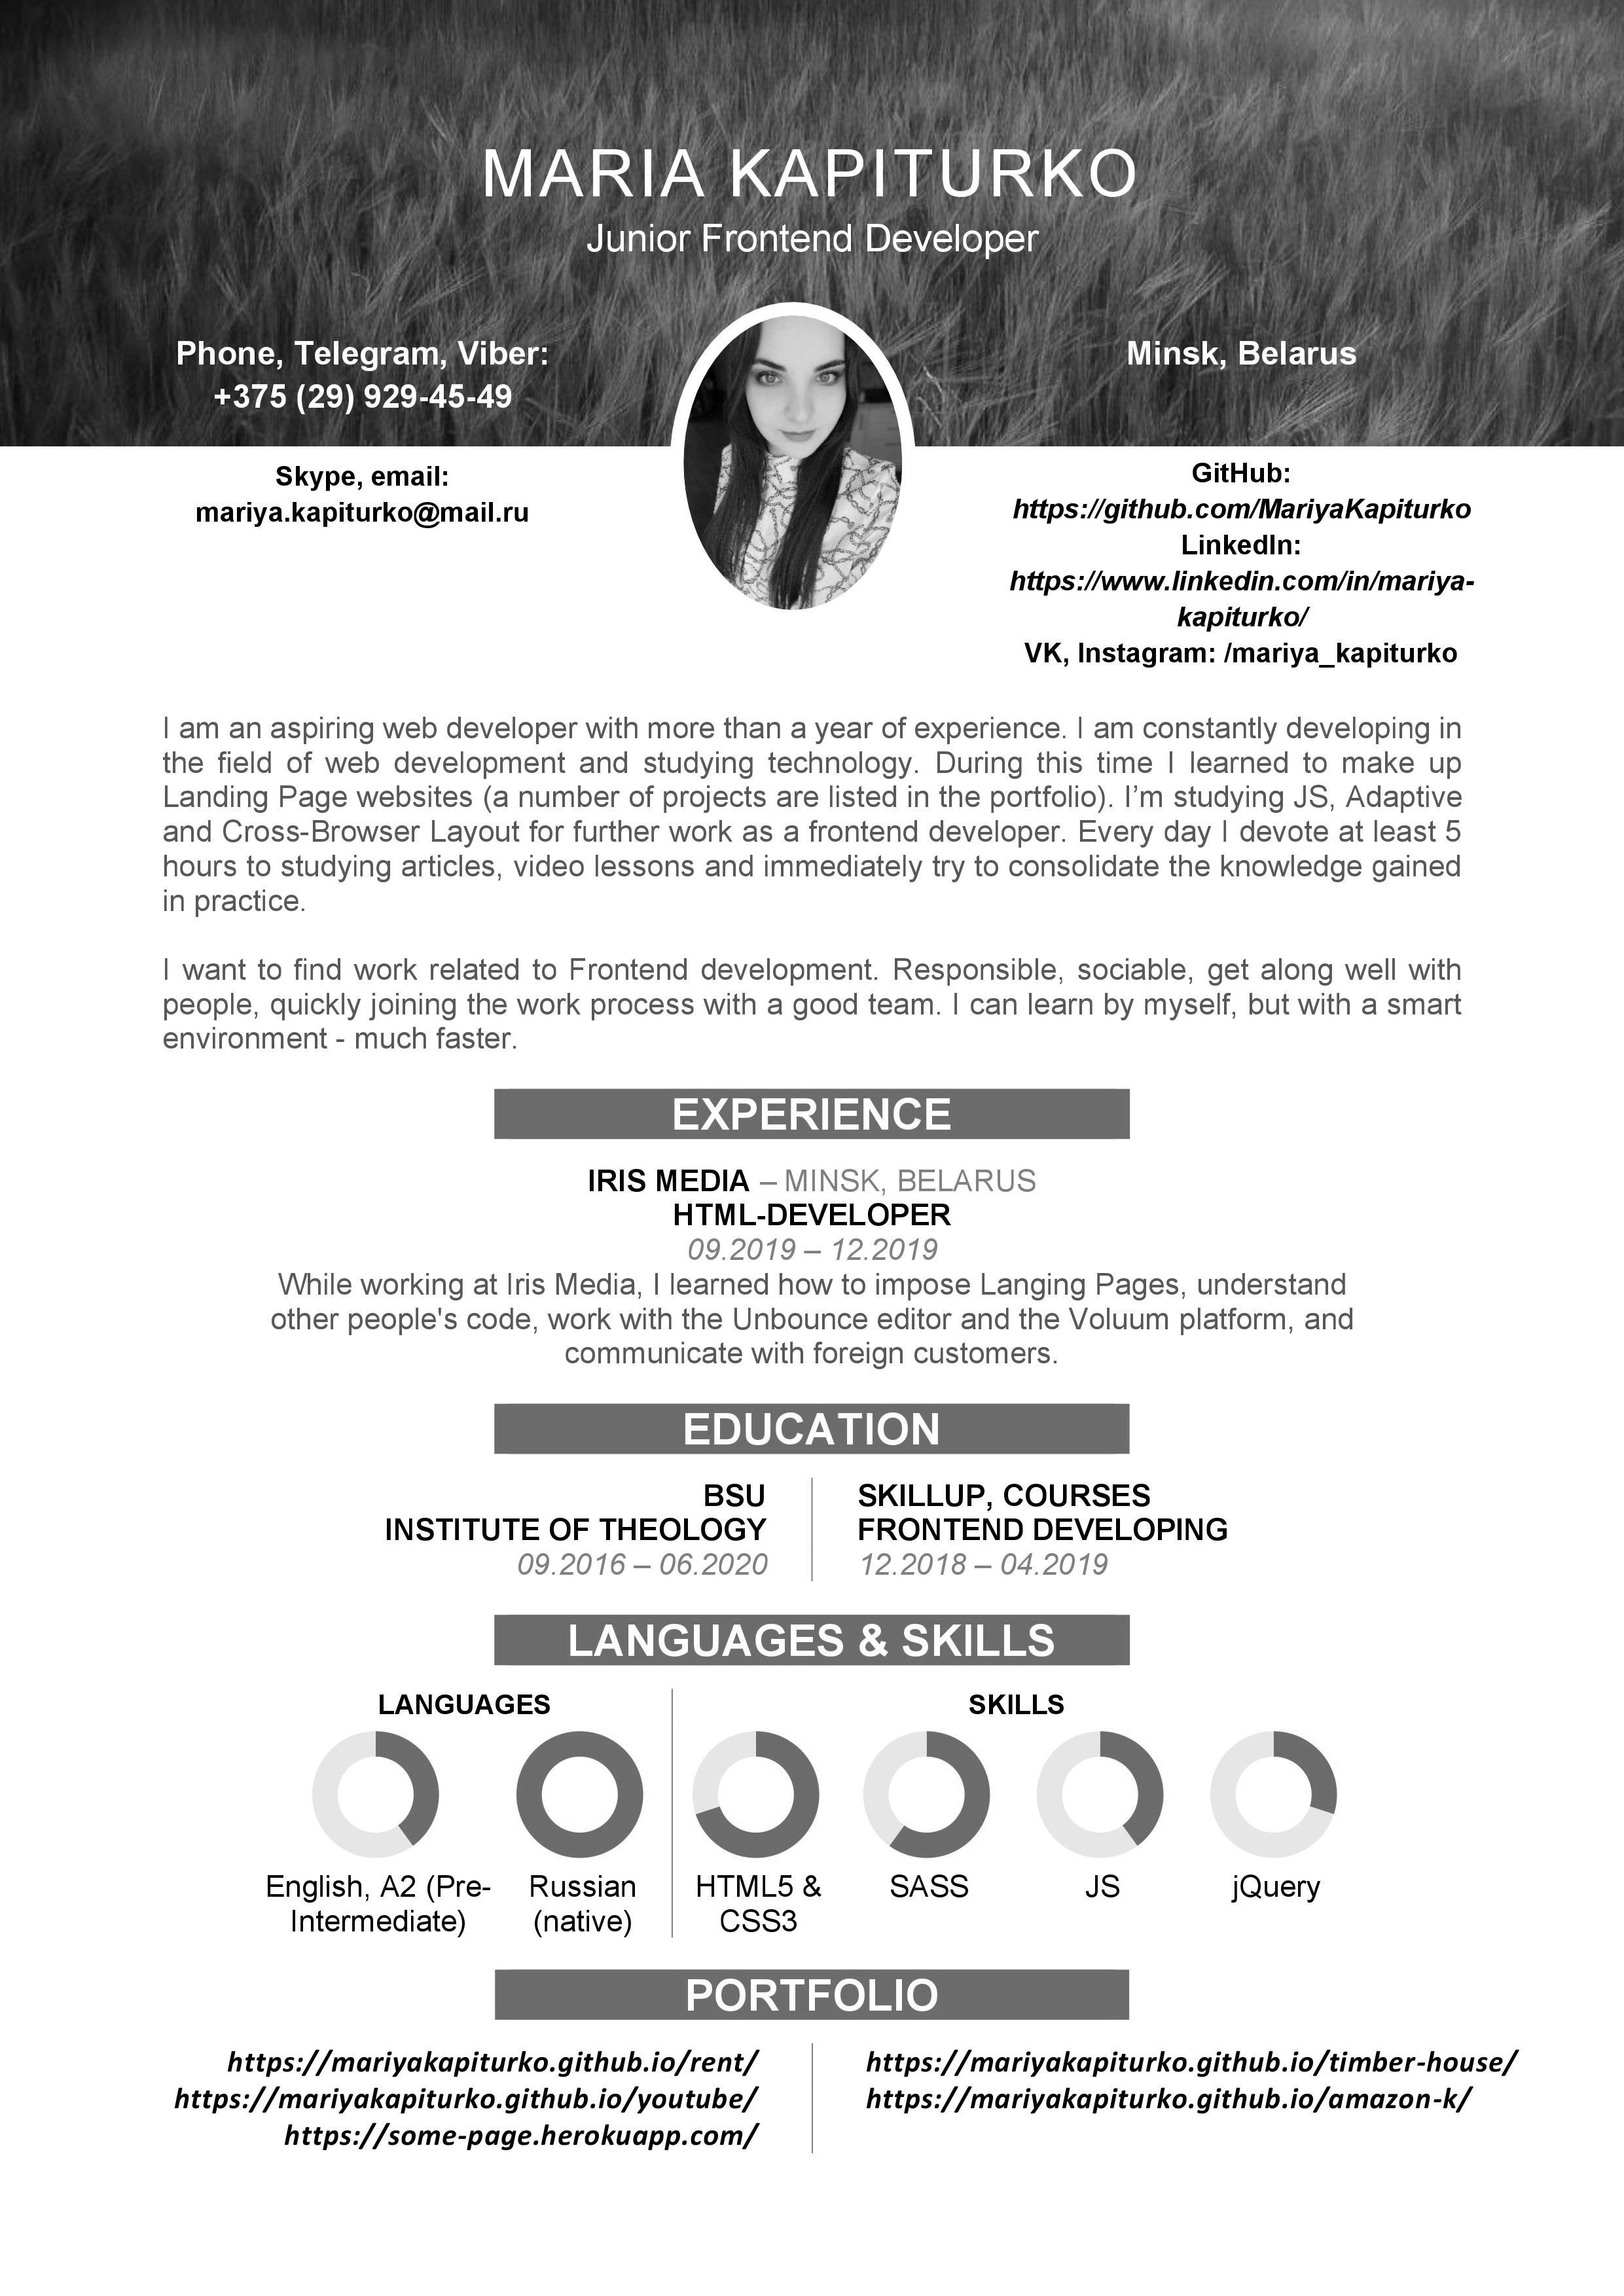 MARIA KAPITURKO
Junior Frontend Developer
Phone, Telegram, Viber:
+375 (29) 929-45-49
Minsk, Belarus
Skype, email:
mariya.kapiturko@mail.ru
GitHub:
https://github.com/MariyaKapiturko
LinkedIn:
https://www.linkedin.com/in/mariya-
kapiturko/
VK, Instagram: /mariya_kapiturko
I am an aspiring web developer with more than a year of experience. I am constantly developing in
the field of web development and studying technology. During this time I learned to make up
Landing Page websites (a number of projects are listed in the portfolio). I’m studying JS, Adaptive
and Cross-Browser Layout for further work as a frontend developer. Every day I devote at least 5
hours to studying articles, video lessons and immediately try to consolidate the knowledge gained
in practice.
I want to find work related to Frontend development. Responsible, sociable, get along well with
people, quickly joining the work process with a good team. I can learn by myself, but with a smart
environment - much faster.
EXPERIENCE
IRIS MEDIA – MINSK, BELARUS
HTML-DEVELOPER
09.2019 – 12.2019
While working at Iris Media, I learned how to impose Langing Pages, understand
other people's code, work with the Unbounce editor and the Voluum platform, and
communicate with foreign customers.
EDUCATION
BSU
INSTITUTE OF THEOLOGY
09.2016 – 06.2020
SKILLUP, COURSES
FRONTEND DEVELOPING
12.2018 – 04.2019
LANGUAGES & SKILLS
LANGUAGES
English, A2 (Pre-
Intermediate)
Russian
(native)
SKILLS
HTML5 &
CSS3
SASS
JS
jQuery
PORTFOLIO
https://mariyakapiturko.github.io/rent/
https://mariyakapiturko.github.io/youtube/
https://some-page.herokuapp.com/
https://mariyakapiturko.github.io/timber-house/
https://mariyakapiturko.github.io/amazon-k/